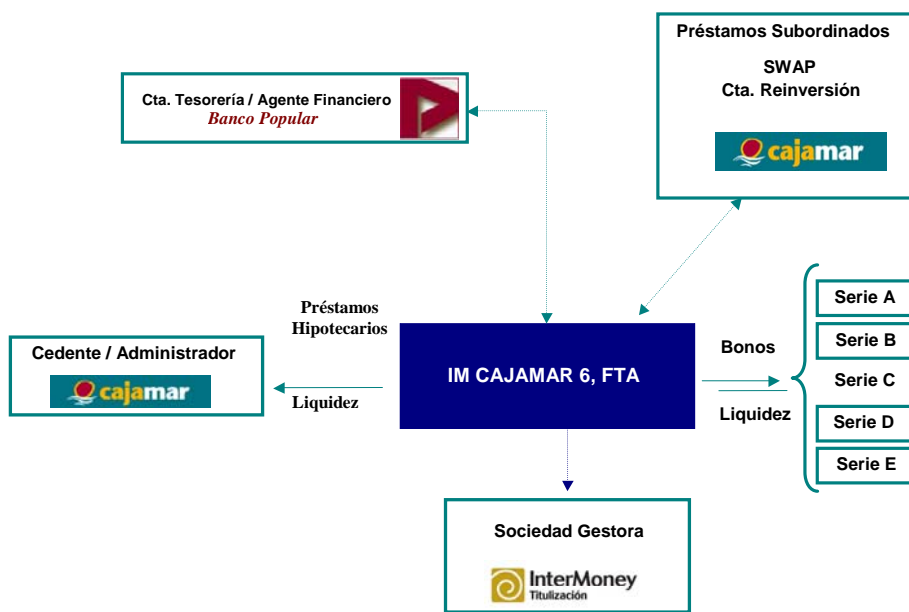 Préstamos Subordinados
SWAP
Cta. Reinversión
cajamar
Cta. Tesorería / Agente Financiero
Banco Popular
Préstamos
Hipotecarios
Cedente / Administrador
cajamar
Liquidez
IM CAJAMAR 6, FTA
Bonos
Liquidez
Serie A
Serie B
Serie C
Serie D
Serie E
Sociedad Gestora
InterMoney
Titulización